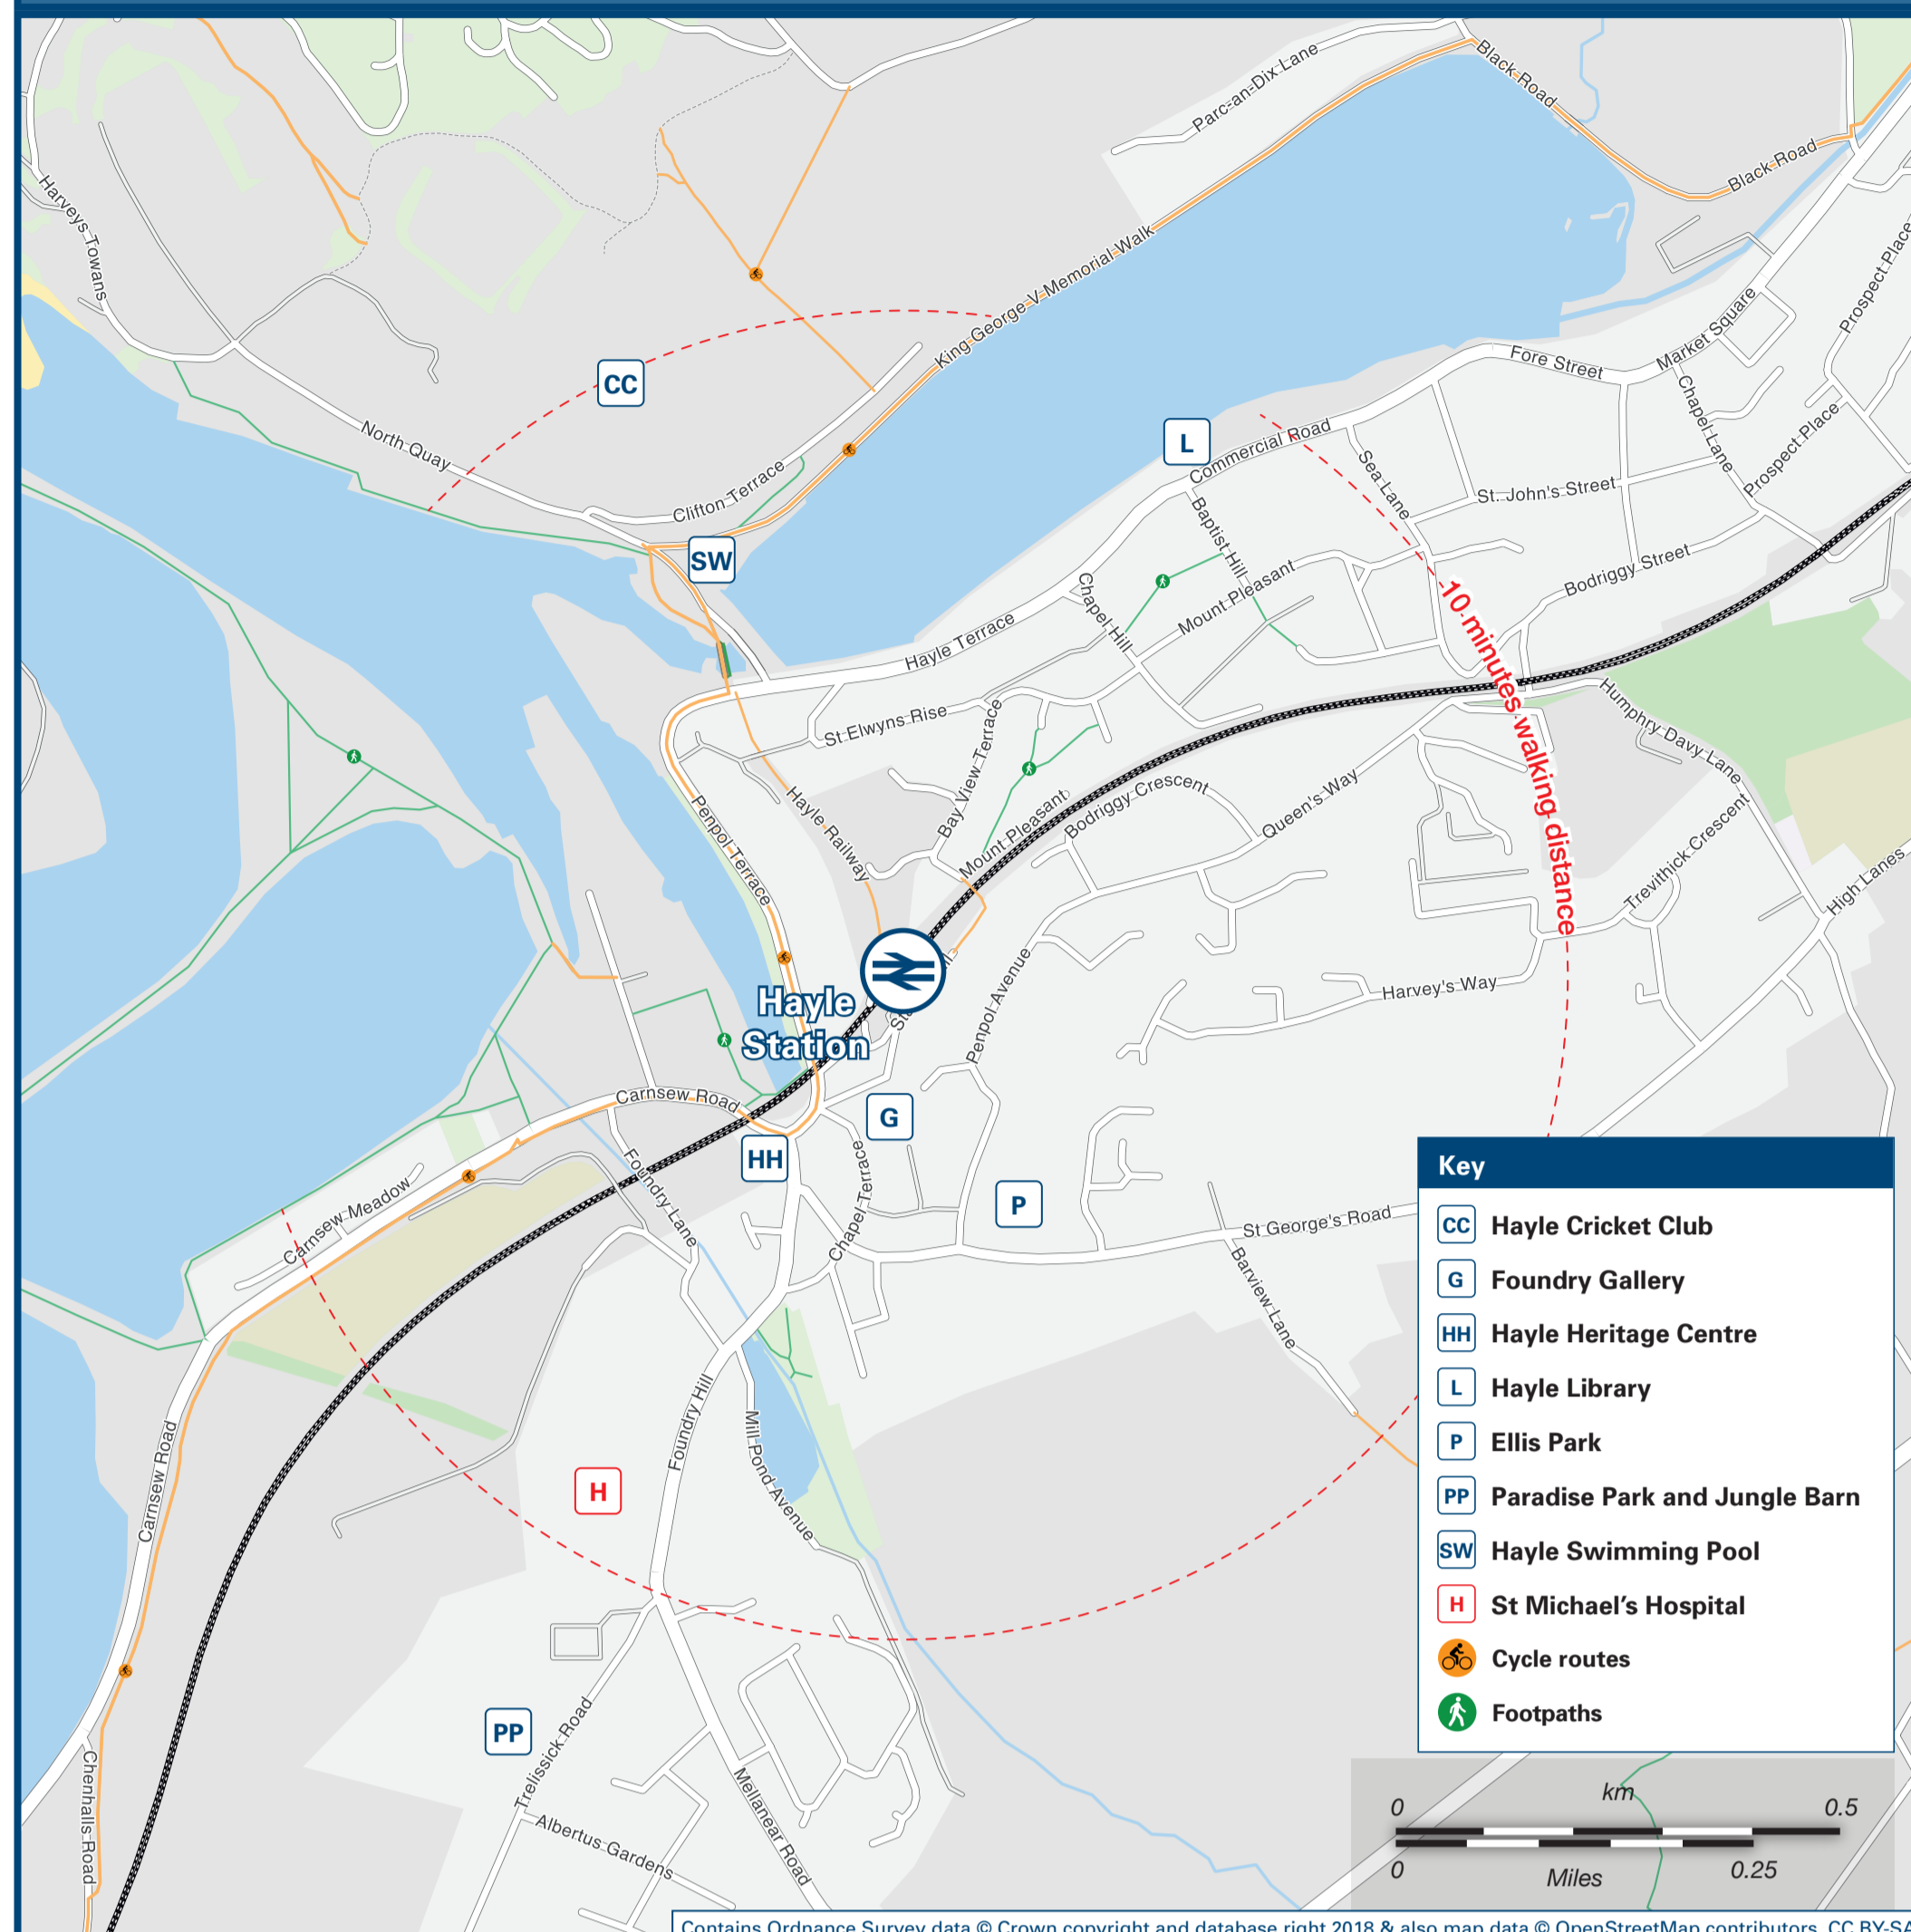 Black Road
Parc-an-Dix Lane
Black Road
Harveys Towans
Prospect Place
King George V Memorial Walk
Market Square
Fore Street
CC
Chapel Lane
Prospect Place
North Quay
L
Commercial Road
Sea Lane
St. John's Street
Clifton Terrace
Baptist Hill
SW
Bodriggy Street
Mount Pleasant
Chapel Hill
10 minutes walking distance
Hayle Terrace
Humphry Davy Lane
St Elwyns Rise
Bay View Terrace
Penpol Terrace
Hayle Railway
Mount Pleasant
Bodriggy Crescent
Queen's Way
Trevithick Crescent
High Lanes
Hayle
Station
Penpol Avenue
Harvey's Way
Carnsew Road
G
HH
Foundry Lane
Chapel Terrace
P
Carnsew Meadow
St George's Road
Barview Lane
Foundry Hill
Mill Pond Avenue
Carnsew Road
H
PP
Trelissick Road
Mellanear Road
Albertus Gardens
Chenhalls Road
Key
CC Hayle Cricket Club
G Foundry Gallery
HH Hayle Heritage Centre
L Hayle Library
P Ellis Park
PP Paradise Park and Jungle Barn
SW Hayle Swimming Pool
H St Michael’s Hospital
Cycle routes
Footpaths
km
0 0.5
0 0.25
Miles
Contains Ordnance Survey data © Crown copyright and database right 2018 & also map data © OpenStreetMap contributors, CC BY-SA